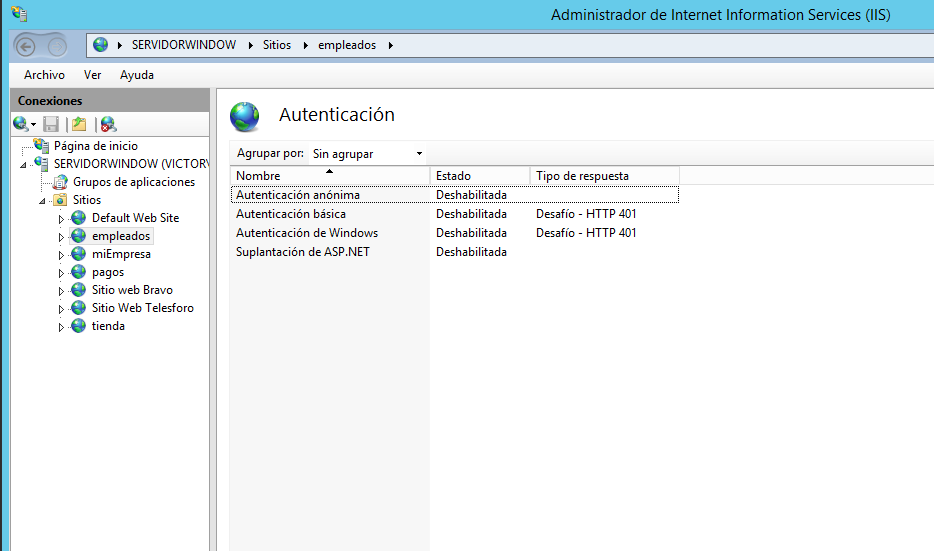 Administrador de Internet Information Services (IIS)
SERVIDORWINDOW Sitios empleados
Archivo Ver Ayuda
Conexiones
Página de inicio
SERVIDORWINDOW (VICTORV
Grupos de aplicaciones
Sitios
Default Web Site
empleados
miEmpresa
pagos
Sitio web Bravo
Sitio Web Telesforo
tienda
Autenticación
Agrupar por: Sin agrupar
Nombre Estado Tipo de respuesta
Autenticación anónima Deshabilitada
Autenticación básica Deshabilitada Desafío - HTTP 401
Autenticación de Windows Deshabilitada Desafío - HTTP 401
Suplantación de ASP.NET Deshabilitada